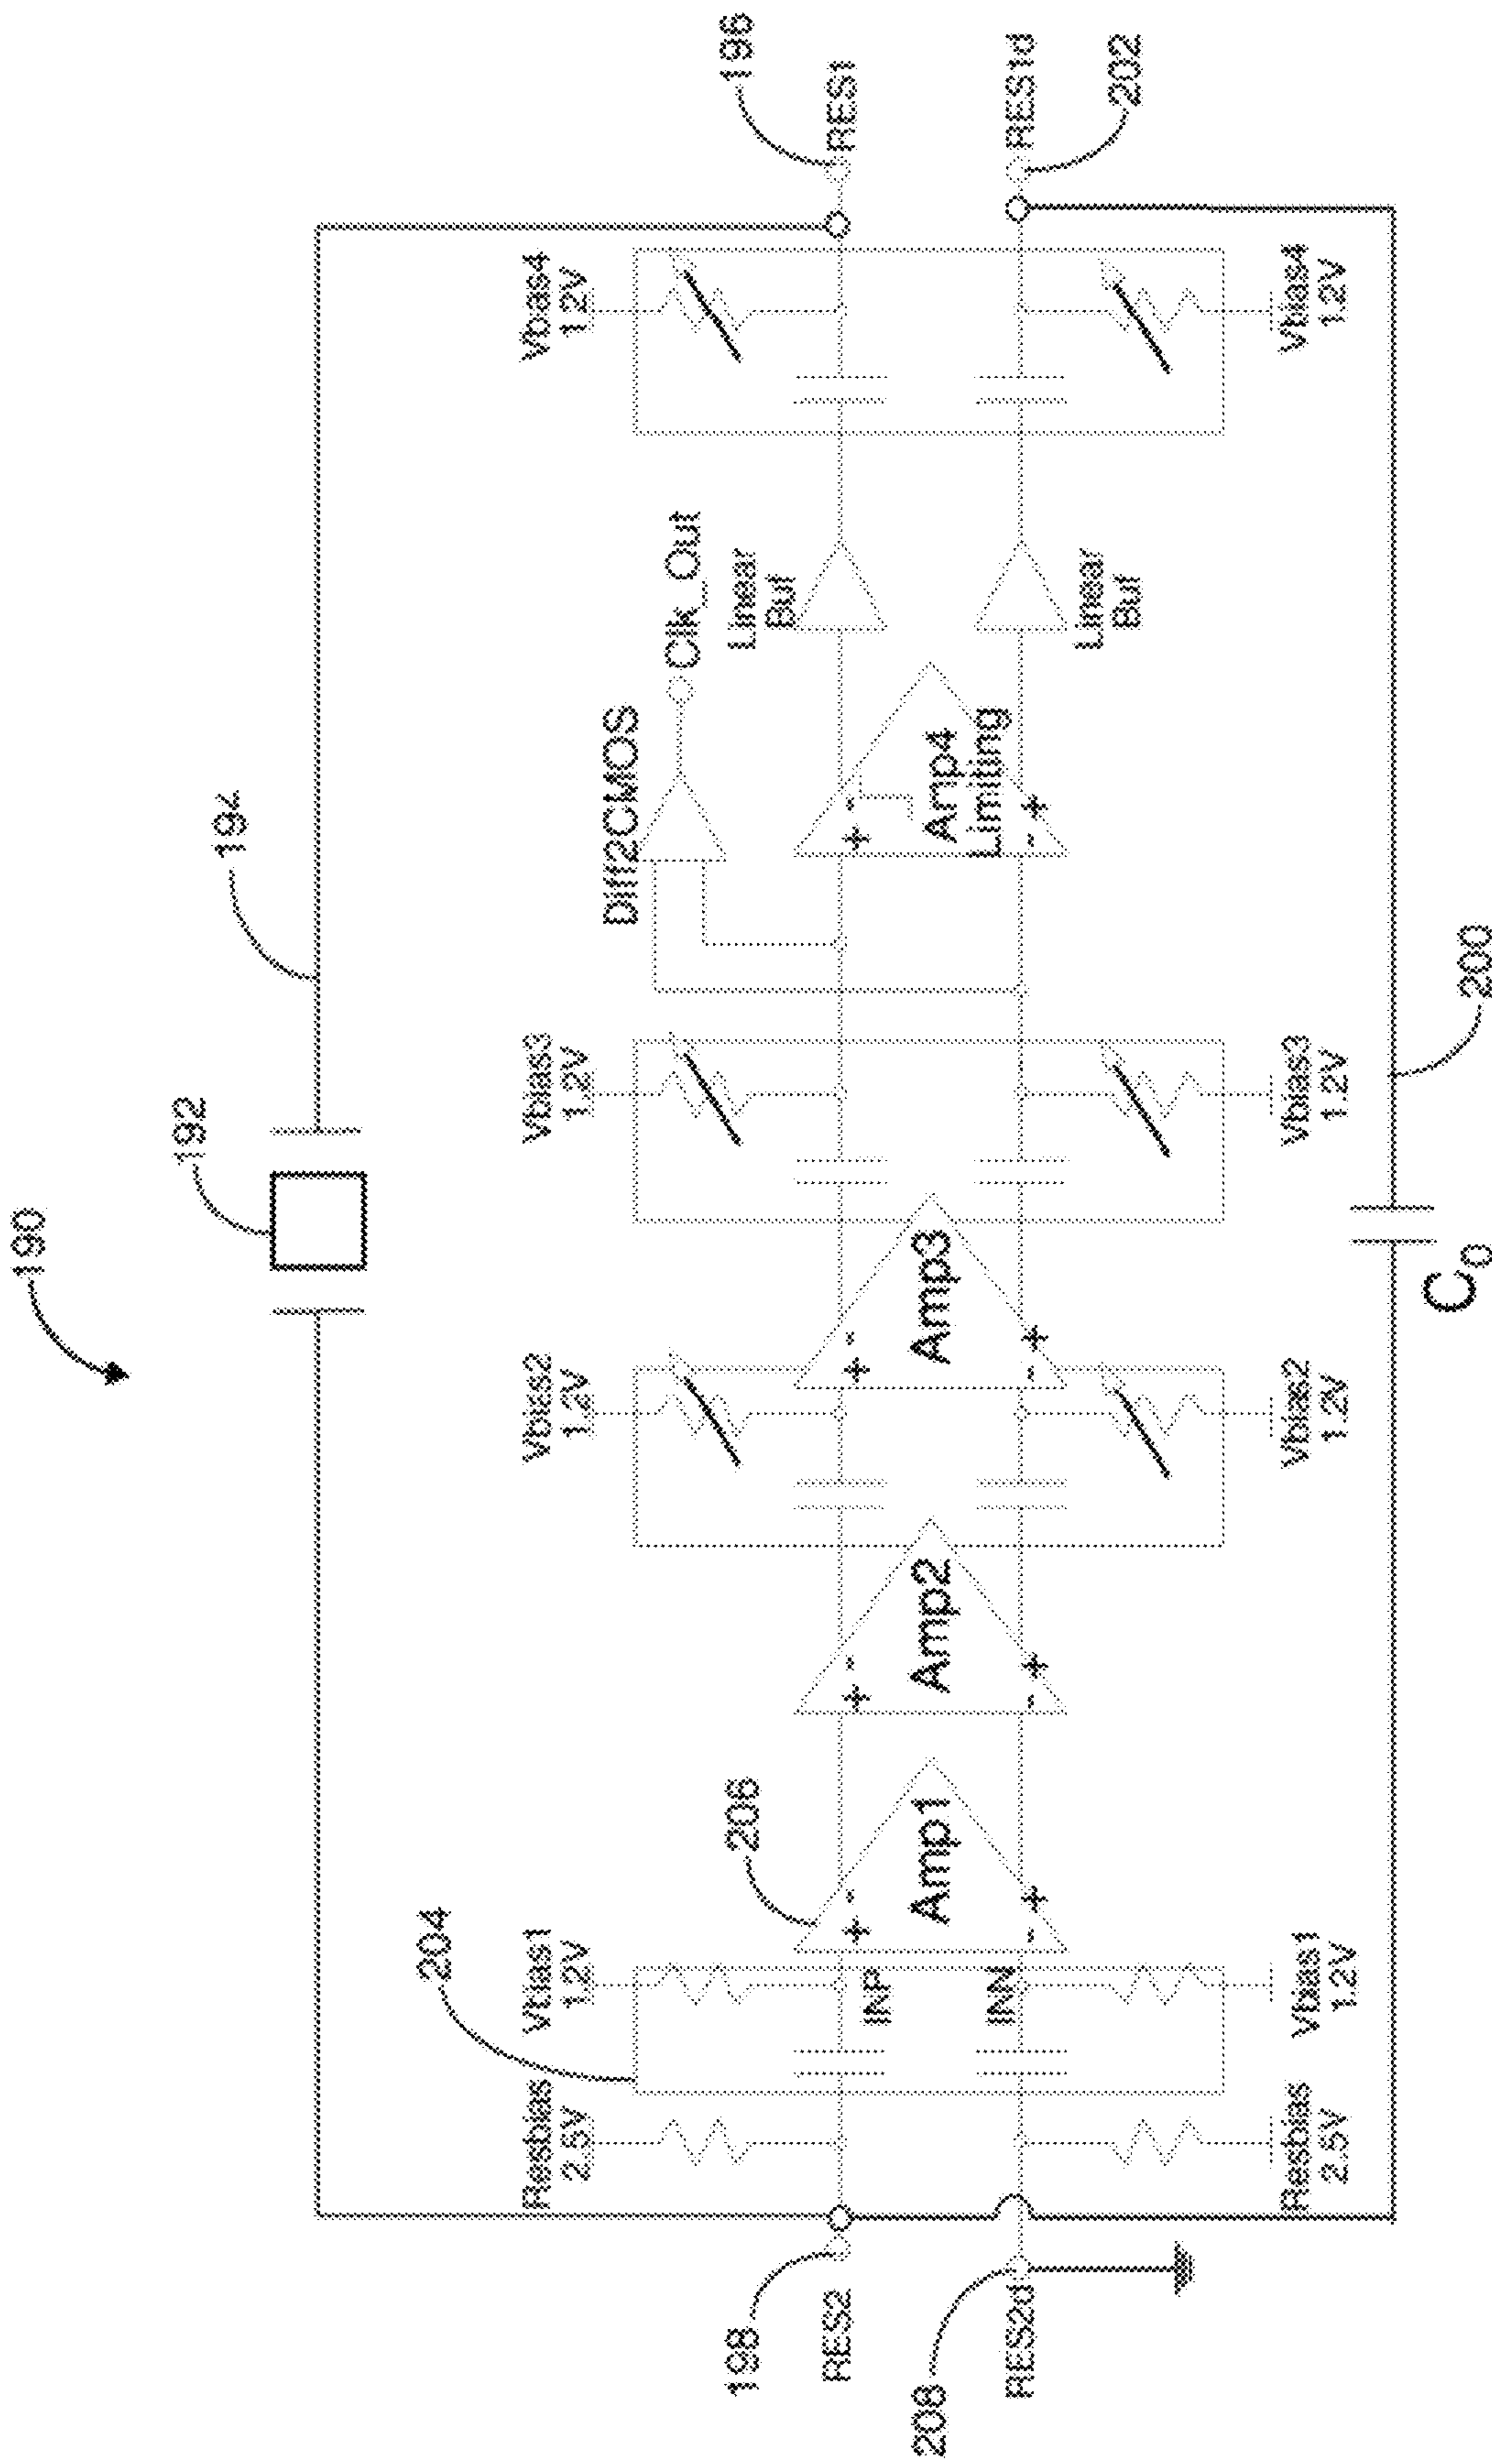 190
192
194
196
RES1
RES1d
202
Resbias
2.5V
204
Vbias1
1.2V
Vbias2
1.2V
Vbias3
1.2V
Vbias4
1.2V
Diff2CMOS
Clk_Out
Linear
Buf
206
198
RES2
INP
+
-
Amp1
+
-
Amp2
+
-
Amp3
+
-
Amp4
Limiting
208
RES2d
INN
-
+
-
+
-
+
-
+
Linear
Buf
Resbias
2.5V
Vbias1
1.2V
Vbias2
1.2V
Vbias3
1.2V
Vbias4
1.2V
C0
200